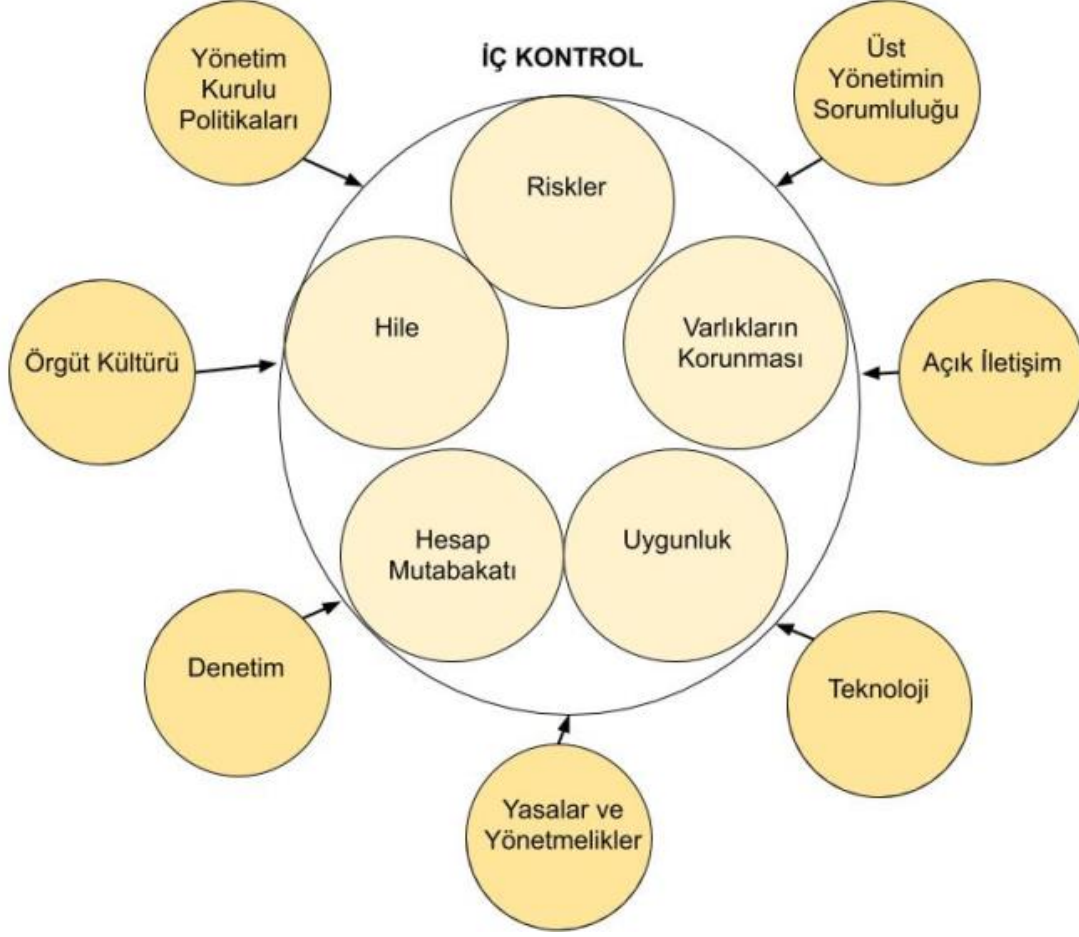 İÇ KONTROL
Yönetim
Kurulu
Politikaları
Üst
Yönetimin
Sorumluluğu
Riskler
Hile
Varlıkların
Korunması
Örgüt Kültürü
Açık İletişim
Hesap
Mutabakatı
Uygunluk
Denetim
Teknoloji
Yasalar ve
Yönetmelikler